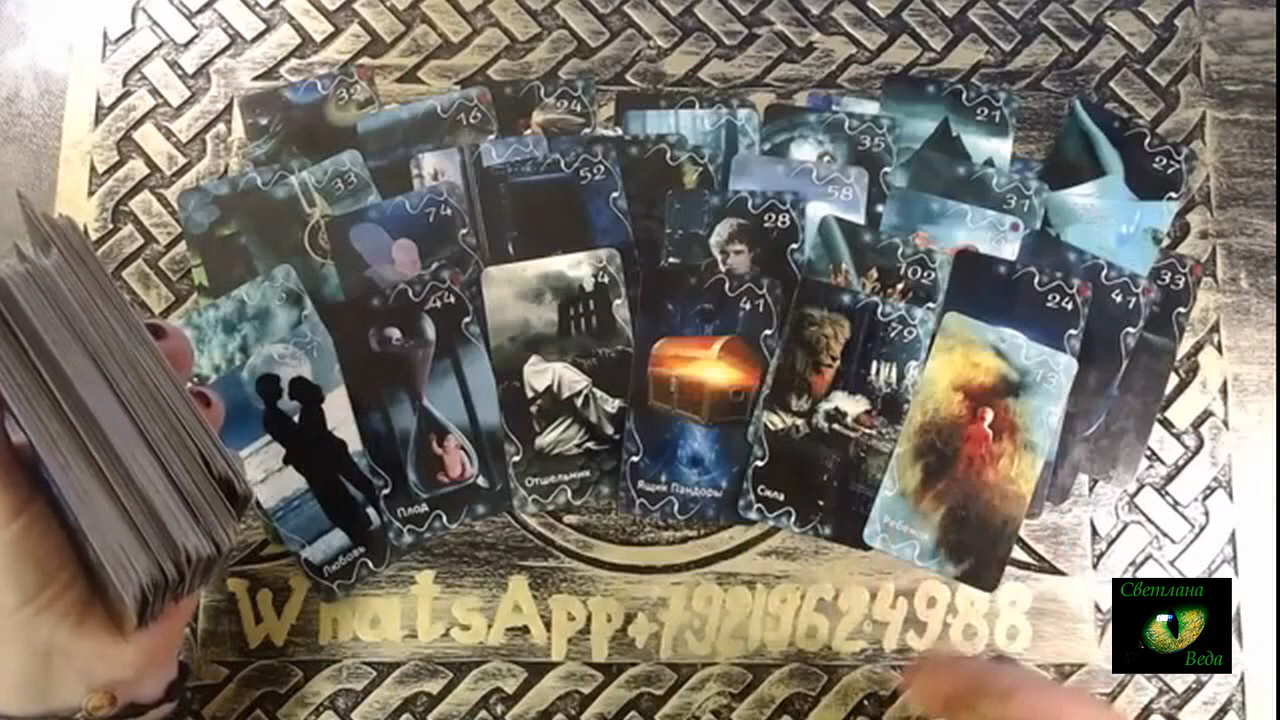 32
16
24
35
21
27
33
74
52
28
58
31
102
33
44
4
41
79
24
41
13
Любовь
Плод
Отшельник
Ящик Пандоры
Сила
Ребенок
WhatsApp
Светлана
Веда